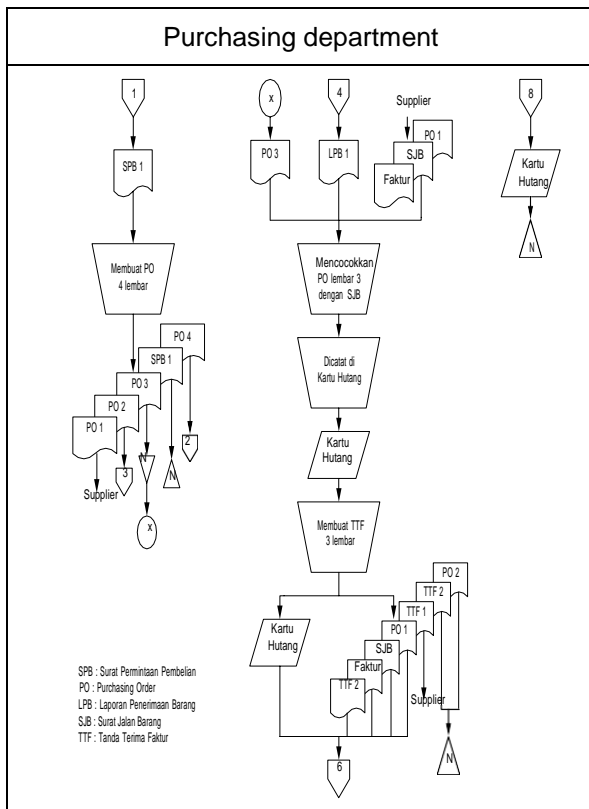 Purchasing department
1
SPB 1
Membuat PO
4 lembar
PO 4
SPB 1
PO 3
PO 2
PO 1
Supplier
3
N
x
N
2
x
PO 3
4
LPB 1
Supplier
PO 1
SJB
Faktur
Mencocokkan
PO lembar 3
dengan SJB
Dicatat di
Kartu Hutang
Kartu
Hutang
Membuat TTF
3 lembar
Kartu
Hutang
PO 2
TTF 2
TTF 1
PO 1
SJB
Faktur
TTF 2
Supplier
N
6
8
Kartu
Hutang
N
SPB : Surat Permintaan Pembelian
PO : Purchasing Order
LPB : Laporan Penerimaan Barang
SJB : Surat Jalan Barang
TTF : Tanda Terima Faktur